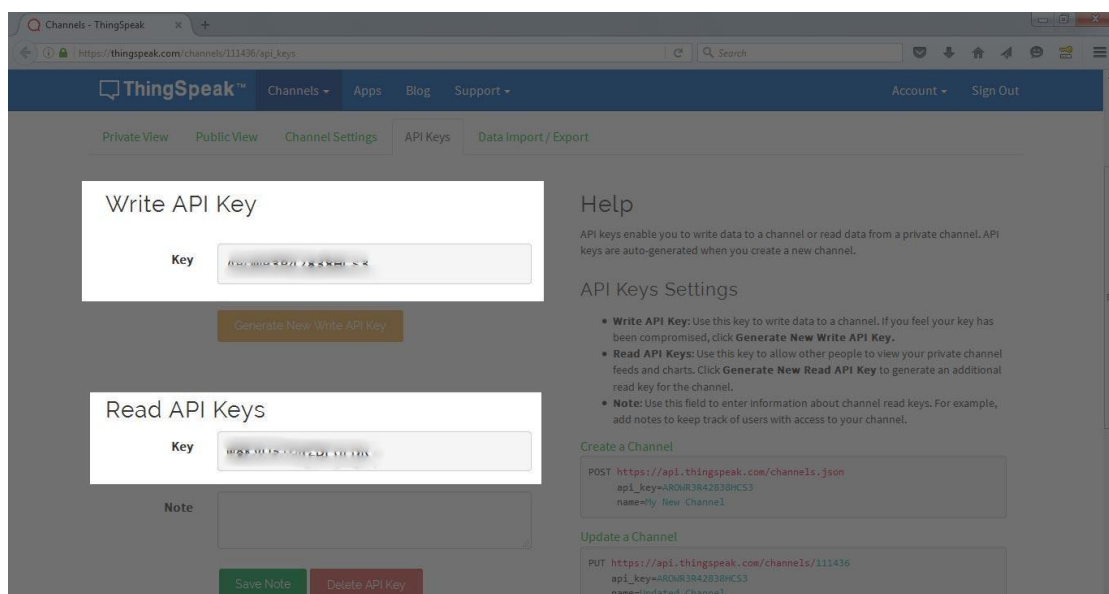 Channels - ThingSpeak
https://thingspeak.com/channels/111436/api_keys
Search
ThingSpeak™ Channels Apps Blog Support Account Sign Out
Private View Public View Channel Settings API Keys Data Import / Export
Write API Key
Key
Generate New Write API Key
Read API Keys
Key
Note
Save Note Delete API Key
Help
API keys enable you to write data to a channel or read data from a private channel. API
keys are auto-generated when you create a new channel.
API Keys Settings
Write API Key: Use this key to write data to a channel. If you feel your key has
been compromised, click Generate New Write API Key.
Read API Keys: Use this key to allow other people to view your private channel
feeds and charts. Click Generate New Read API Key to generate an additional
read key for the channel.
Note: Use this field to enter information about channel read keys. For example,
add notes to keep track of users with access to your channel.
Create a Channel
POST https://api.thingspeak.com/channels.json
api_key=
name=My New Channel
Update a Channel
PUT https://api.thingspeak.com/channels/111436
api_key=
name=Updated Channel